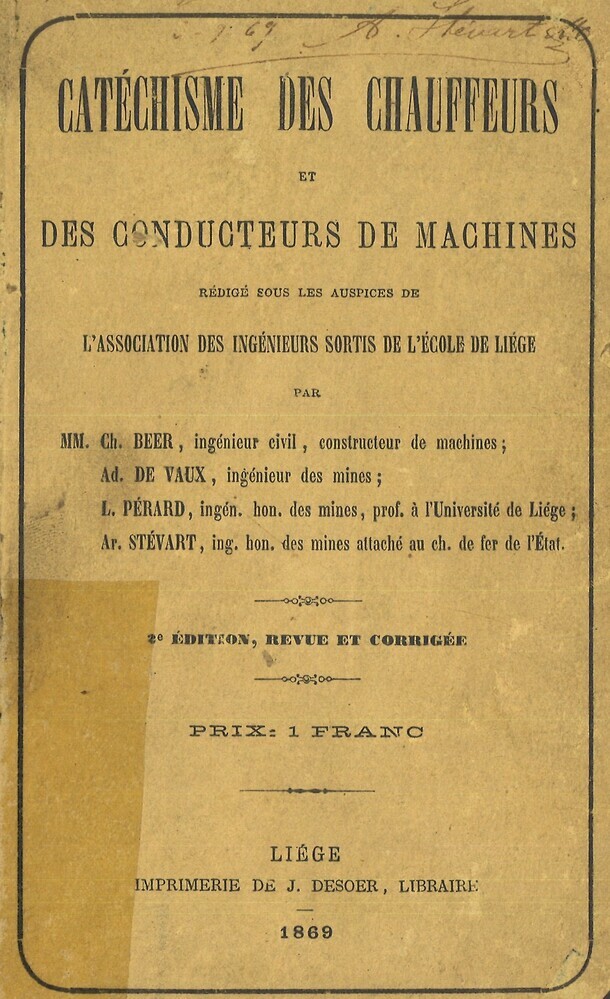 A. Stévart
CATÉCHISME DES CHAUFFEURS
ET
DES CONDUCTEURS DE MACHINES
RÉDIGÉ SOUS LES AUSPICES DE
L'ASSOCIATION DES INGÉNIEURS SORTIS DE L'ÉCOLE DE LIÉGE
PAR
MM. Ch. BEER, ingénieur civil, constructeur de machines;
Ad. DE VAUX, ingénieur des mines;
L. PÉRARD, ingén. hon. des mines, prof. à l'Université de Liége;
Ar. STÉVART, ing. hon. des mines attaché au ch. de fer de l'État.
2e ÉDITION, REVUE ET CORRIGÉE
PRIX: 1 FRANC
LIÉGE
IMPRIMERIE DE J. DESOER, LIBRAIRE
1869